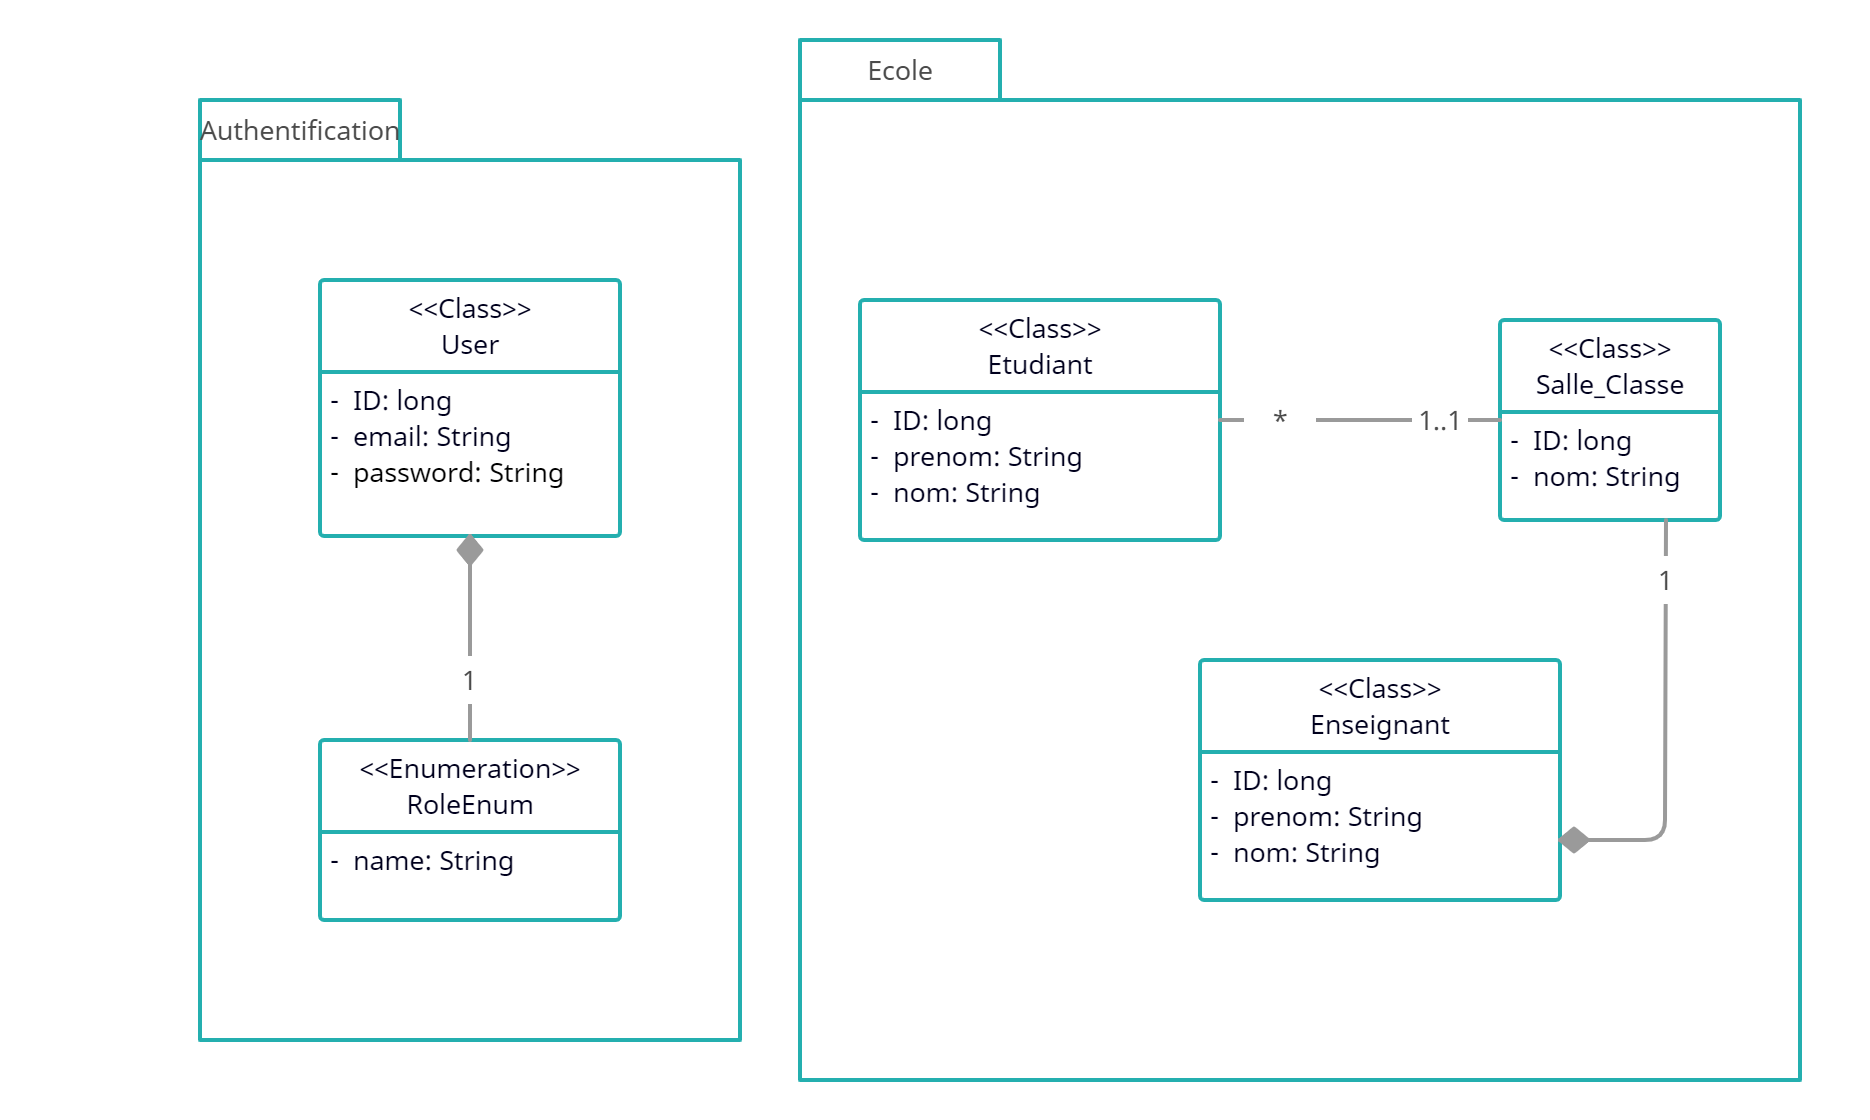 Authentification
<<Class>>
User
- ID: long
- email: String
- password: String
1
<<Enumeration>>
RoleEnum
- name: String
Ecole
<<Class>>
Etudiant
- ID: long
- prenom: String
- nom: String
*
1..1
<<Class>>
Salle_Classe
- ID: long
- nom: String
1
<<Class>>
Enseignant
- ID: long
- prenom: String
- nom: String